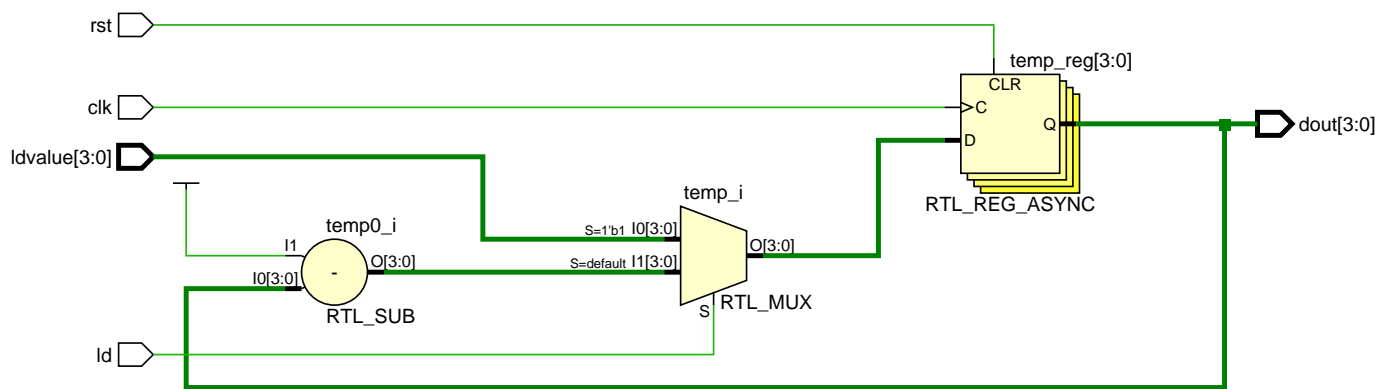 rst
temp_reg[3:0]
CLR
clk
C
Q
dout[3:0]
D
ldvalue[3:0]
temp_i
RTL_REG_ASYNC
temp0_i
S=1'b1 I0[3:0]
O[3:0]
I1
O[3:0]
S=default I1[3:0]
-
I0[3:0]
S
RTL_MUX
RTL_SUB
ld